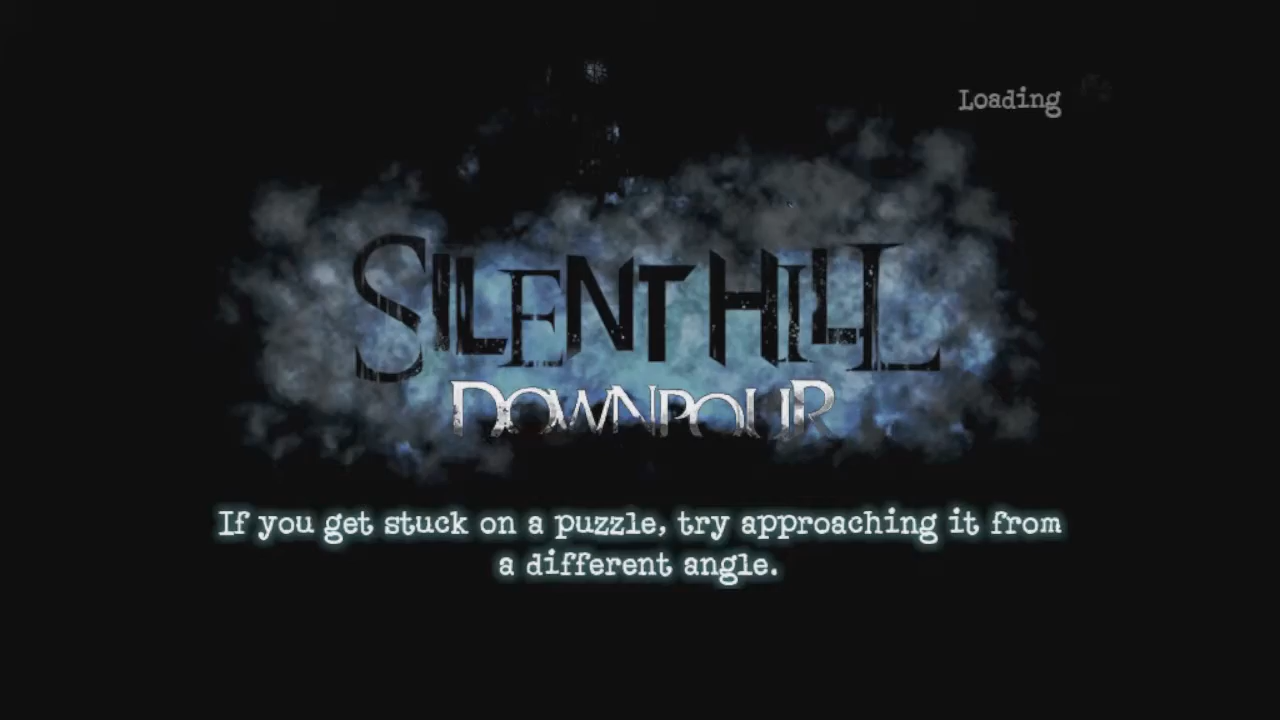 Loading
SILENT HILL
DOWNPOUR
If you get stuck on a puzzle, try approaching it from
a different angle.